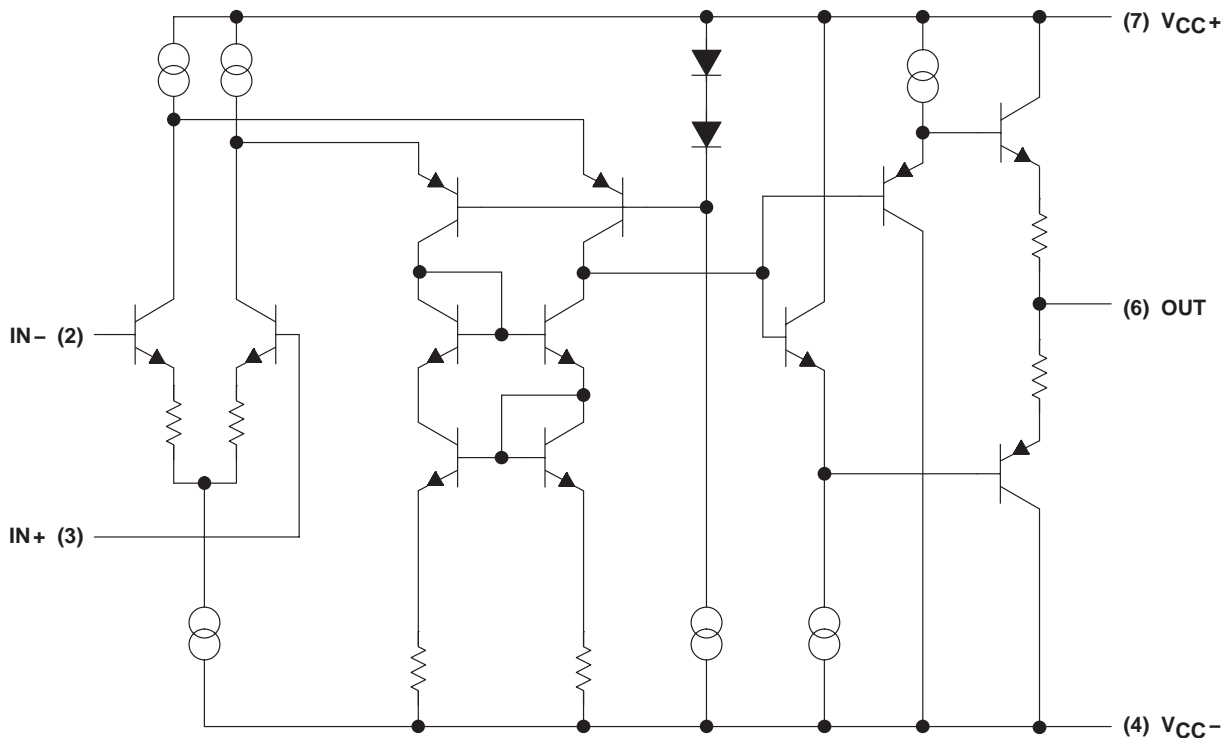 (7) VCC+
IN− (2)
(6) OUT
IN+ (3)
(4) VCC−